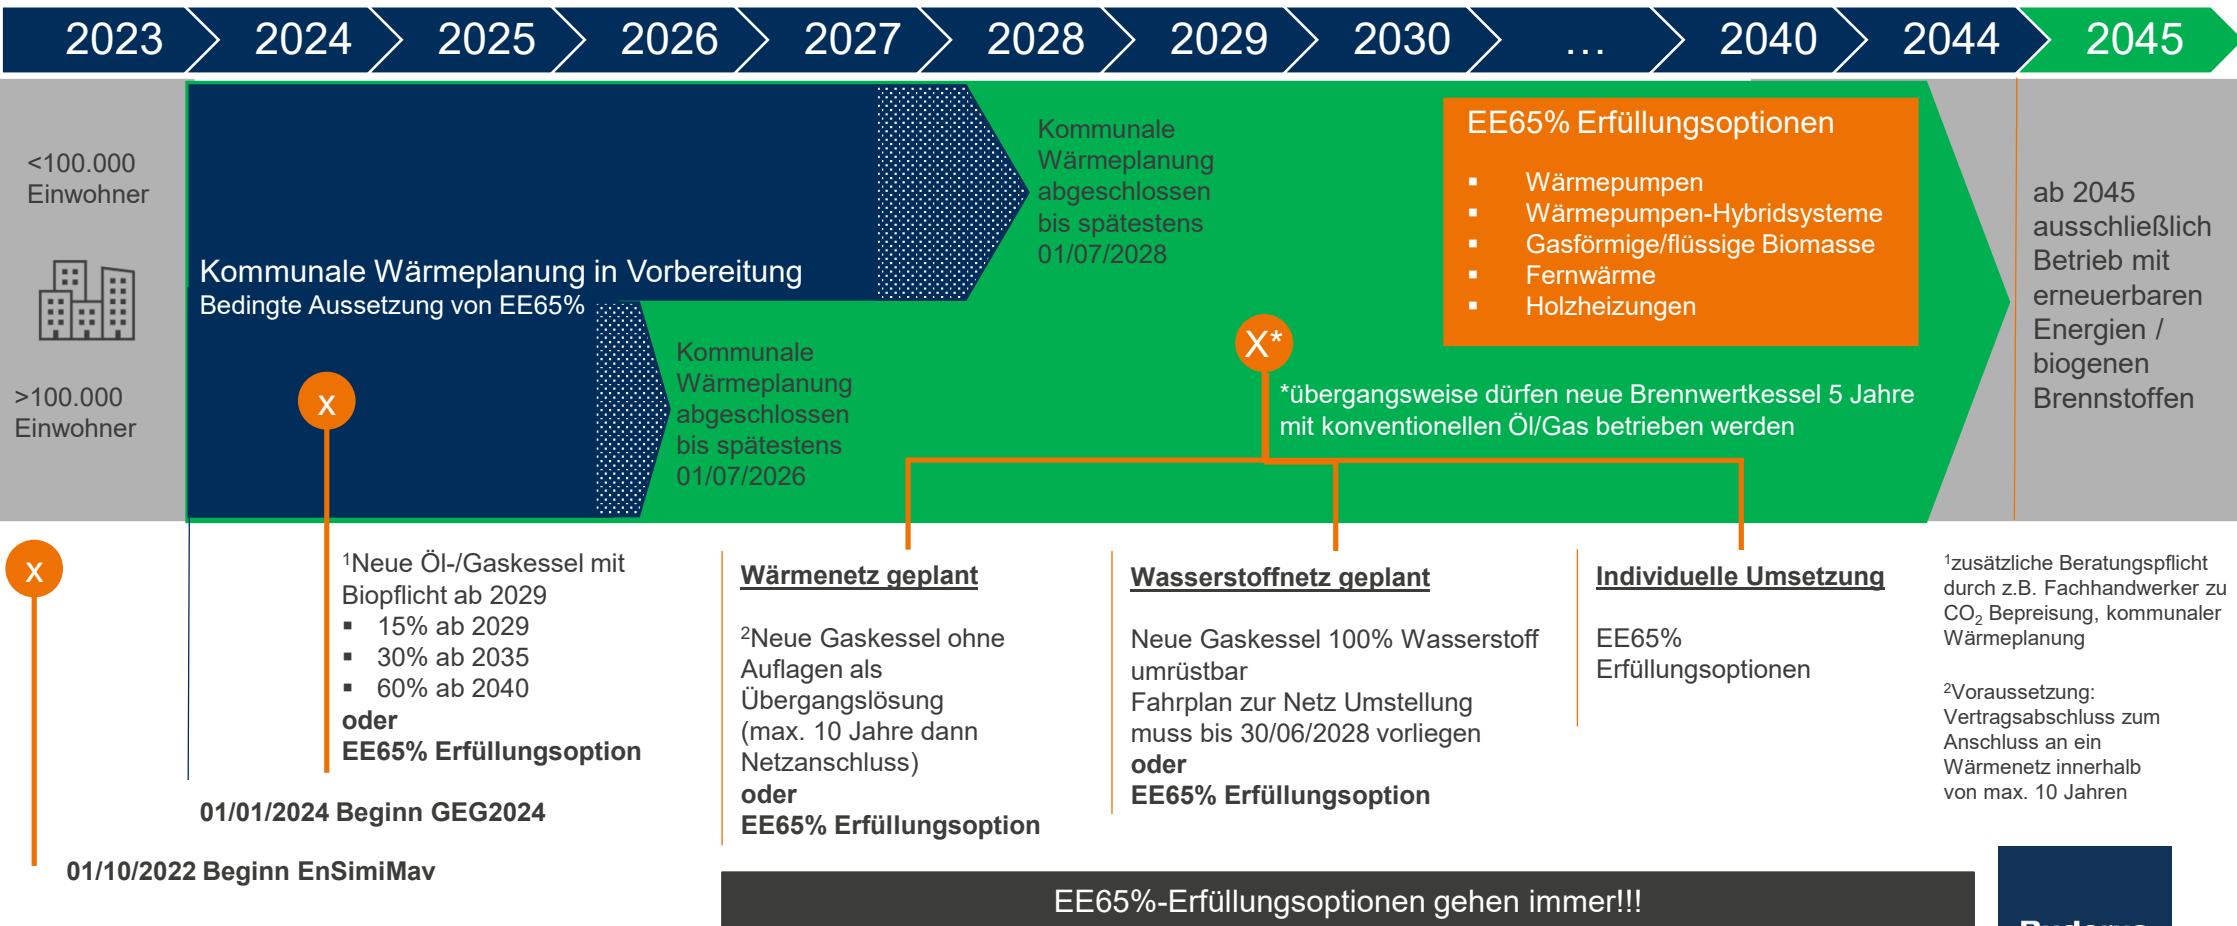 2023
2024
2025
2026
2027
2028
2029
2030
...
2040
2044
2045
<100.000
Einwohner
>100.000
Einwohner
Kommunale Wärmeplanung in Vorbereitung
Bedingte Aussetzung von EE65%
x
Kommunale
Wärmeplanung
abgeschlossen
bis spätestens
01/07/2026
Kommunale
Wärmeplanung
abgeschlossen
bis spätestens
01/07/2028
EE65% Erfüllungsoptionen
▪ Wärmepumpen
▪ Wärmepumpen-Hybridsysteme
▪ Gasförmige/flüssige Biomasse
▪ Fernwärme
▪ Holzheizungen
X*
*übergangsweise dürfen neue Brennwertkessel 5 Jahre
mit konventionellen Öl/Gas betrieben werden
ab 2045
ausschließlich
Betrieb mit
erneuerbaren
Energien /
biogenen
Brennstoffen
x
¹Neue Öl-/Gaskessel mit
Biopflicht ab 2029
▪ 15% ab 2029
▪ 30% ab 2035
▪ 60% ab 2040
oder
EE65% Erfüllungsoption
01/01/2024 Beginn GEG2024
01/10/2022 Beginn EnSimiMav
Wärmenetz geplant
²Neue Gaskessel ohne
Auflagen als
Übergangslösung
(max. 10 Jahre dann
Netzanschluss)
oder
EE65% Erfüllungsoption
Wasserstoffnetz geplant
Neue Gaskessel 100% Wasserstoff
umrüstbar
Fahrplan zur Netz Umstellung
muss bis 30/06/2028 vorliegen
oder
EE65% Erfüllungsoption
Individuelle Umsetzung
EE65%
Erfüllungsoptionen
¹zusätzliche Beratungspflicht
durch z.B. Fachhandwerker zu
CO₂ Bepreisung, kommunaler
Wärmeplanung
²Voraussetzung:
Vertragsabschluss zum
Anschluss an ein
Wärmenetz innerhalb
von max. 10 Jahren
EE65%-Erfüllungsoptionen gehen immer!!!